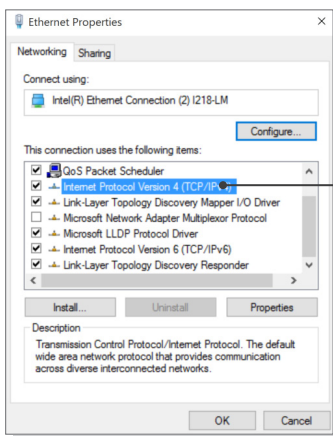 Ethernet Properties
Networking Sharing
Connect using:
Intel(R) Ethernet Connection (2) I218-LM
Configure...
This connection uses the following items:
QoS Packet Scheduler
Internet Protocol Version 4 (TCP/IPv4)
Link-Layer Topology Discovery Mapper I/O Driver
Microsoft Network Adapter Multiplexor Protocol
Microsoft LLDP Protocol Driver
Internet Protocol Version 6 (TCP/IPv6)
Link-Layer Topology Discovery Responder
Install... Uninstall Properties
Description
Transmission Control Protocol/Internet Protocol. The default
wide area network protocol that provides communication
across diverse interconnected networks.
OK Cancel